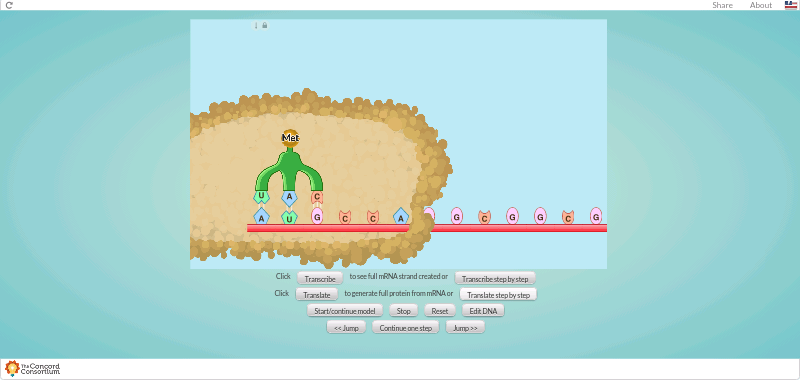 Share About
Met
U A C
A U G C C A G C G G C G
Click Transcribe to see full mRNA strand created or Transcribe step by step
Click Translate to generate full protein from mRNA or Translate step by step
Start/continue model Stop Reset Edit DNA
<< Jump Continue one step Jump >>
The Concord
Consortium